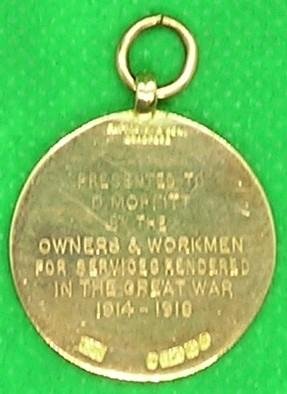 PRESENTED TO
D. MOFFITT
BY THE
OWNERS & WORKMEN
FOR SERVICES RENDERED
IN THE GREAT WAR
1914-1918